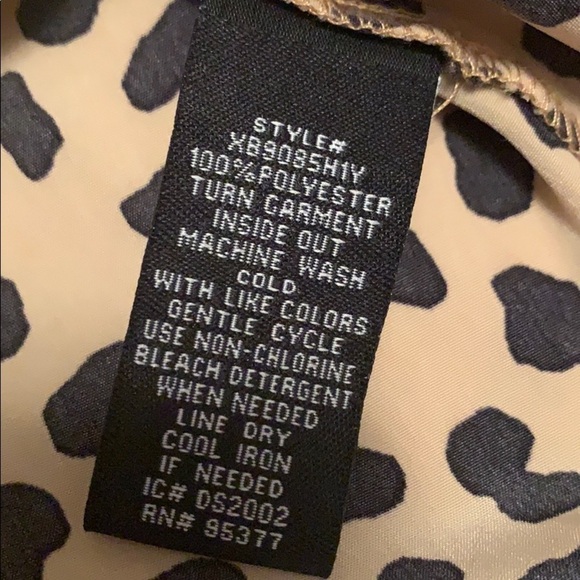 STYLE#
XB9085H1Y
100%POLYESTER
TURN GARMENT
INSIDE OUT
MACHINE WASH
COLD
WITH LIKE COLORS
GENTLE CYCLE
USE NON-CHLORINE
BLEACH DETERGENT
WHEN NEEDED
LINE DRY
COOL IRON
IF NEEDED
IC# DS2002
RN# 95377